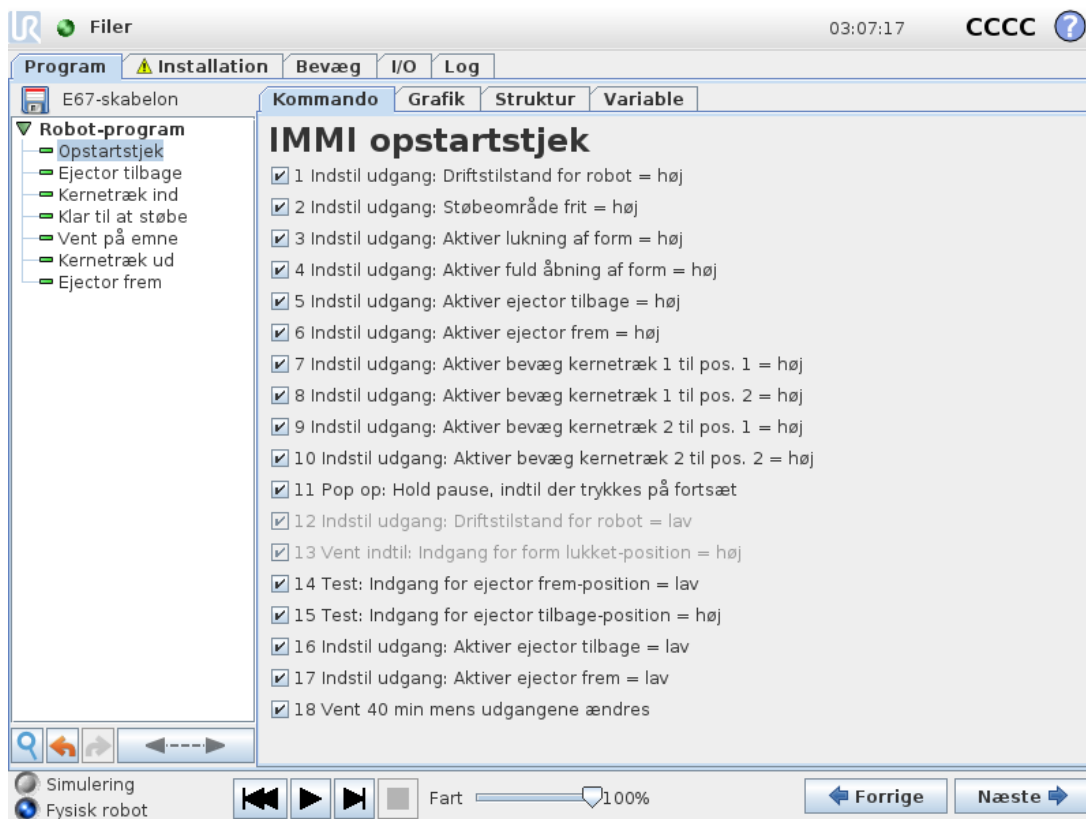 UR Filer 03:07:17 CCCC ?
Program Installation Bevæg I/O Log
E67-skabelon
Kommando Grafik Struktur Variable
Robot-program
Opstartstjek
Ejector tilbage
Kernetræk ind
Klar til at støbe
Vent på emne
Kernetræk ud
Ejector frem
IMMI opstartstjek
1 Indstil udgang: Driftstilstand for robot = høj
2 Indstil udgang: Støbeområde frit = høj
3 Indstil udgang: Aktiver lukning af form = høj
4 Indstil udgang: Aktiver fuld åbning af form = høj
5 Indstil udgang: Aktiver ejector tilbage = høj
6 Indstil udgang: Aktiver ejector frem = høj
7 Indstil udgang: Aktiver bevæg kernetræk 1 til pos. 1 = høj
8 Indstil udgang: Aktiver bevæg kernetræk 1 til pos. 2 = høj
9 Indstil udgang: Aktiver bevæg kernetræk 2 til pos. 1 = høj
10 Indstil udgang: Aktiver bevæg kernetræk 2 til pos. 2 = høj
11 Pop op: Hold pause, indtil der trykkes på fortsæt
12 Indstil udgang: Driftstilstand for robot = lav
13 Vent indtil: Indgang for form lukket-position = høj
14 Test: Indgang for ejector frem-position = lav
15 Test: Indgang for ejector tilbage-position = høj
16 Indstil udgang: Aktiver ejector tilbage = lav
17 Indstil udgang: Aktiver ejector frem = lav
18 Vent 40 min mens udgangene ændres
Simulering
Fysisk robot
Fart 100%
Forrige Næste